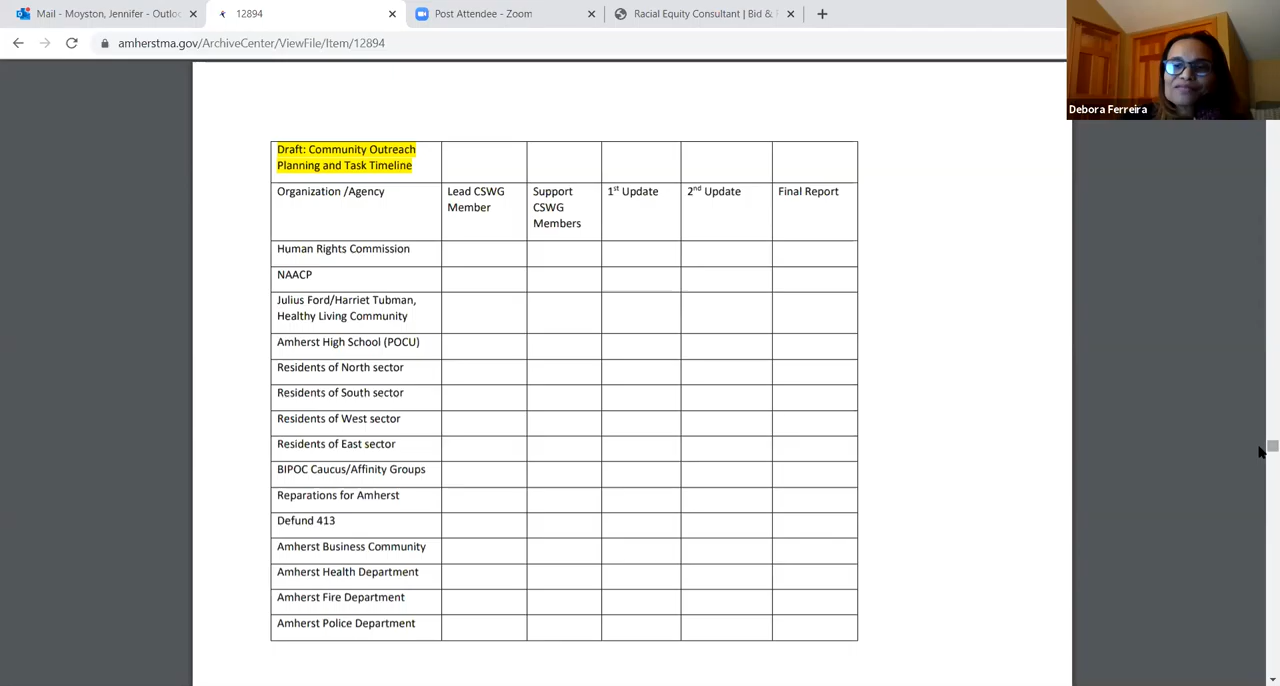 Mail - Moyston, Jennifer - Outloo
12894
Post Attendee - Zoom
Racial Equity Consultant | Bid &
amherstma.gov/ArchiveCenter/ViewFile/Item/12894
Debora Ferreira
Draft: Community Outreach
Planning and Task Timeline
Organization /Agency
Lead CSWG
Member
Support
CSWG
Members
1st Update
2nd Update
Final Report
Human Rights Commission
NAACP
Julius Ford/Harriet Tubman,
Healthy Living Community
Amherst High School (POCU)
Residents of North sector
Residents of South sector
Residents of West sector
Residents of East sector
BIPOC Caucus/Affinity Groups
Reparations for Amherst
Defund 413
Amherst Business Community
Amherst Health Department
Amherst Fire Department
Amherst Police Department